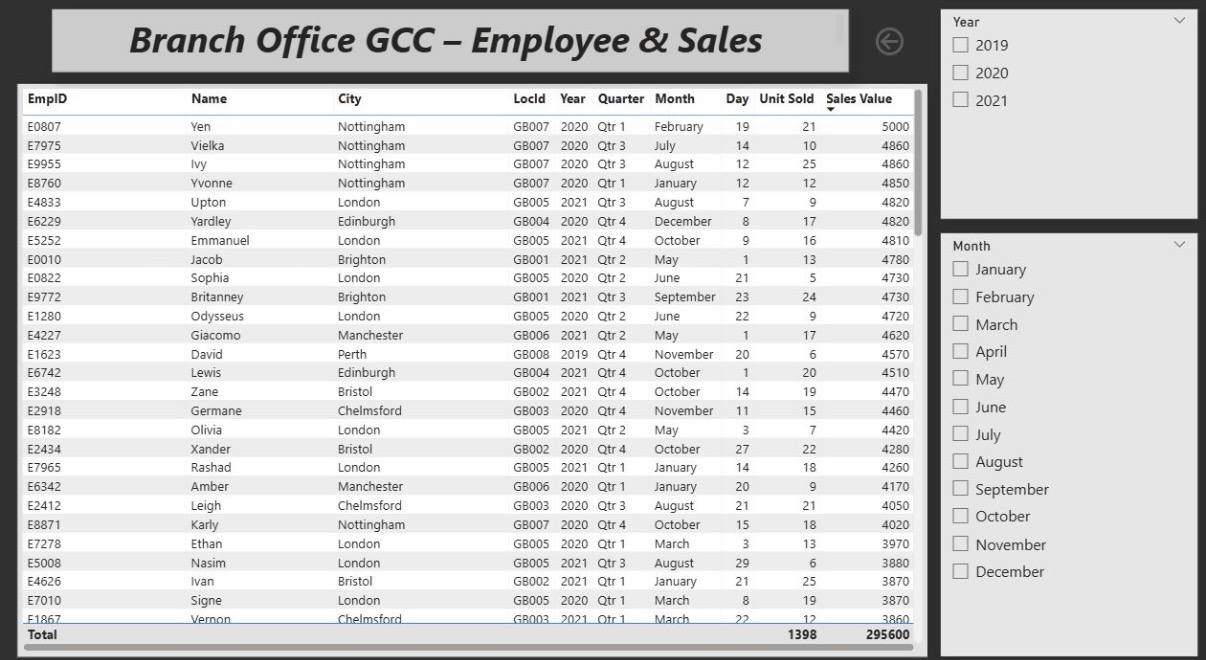 Branch Office GCC – Employee & Sales
EmpID Name City LocId Year Quarter Month Day Unit Sold Sales Value
E0807 Yen Nottingham GB007 2020 Qtr 1 February 19 21 5000
E7975 Vielka Nottingham GB007 2020 Qtr 3 July 14 10 4860
E9955 Ivy Nottingham GB007 2020 Qtr 3 August 12 25 4860
E8760 Yvonne Nottingham GB007 2020 Qtr 1 January 12 12 4850
E4833 Upton London GB005 2021 Qtr 3 August 7 9 4820
E6229 Yardley Edinburgh GB004 2020 Qtr 4 December 8 17 4820
E5252 Emmanuel London GB005 2021 Qtr 4 October 9 16 4810
E0010 Jacob Brighton GB001 2021 Qtr 2 May 1 13 4780
E0822 Sophia London GB005 2020 Qtr 2 June 21 5 4730
E9772 Britanney Brighton GB001 2021 Qtr 3 September 23 24 4730
E1280 Odysseus London GB005 2020 Qtr 2 June 22 9 4720
E4227 Giacomo Manchester GB006 2021 Qtr 2 May 1 17 4620
E1623 David Perth GB008 2019 Qtr 4 November 20 6 4570
E6742 Lewis Edinburgh GB004 2021 Qtr 4 October 1 20 4510
E3248 Zane Bristol GB002 2021 Qtr 4 October 14 19 4470
E2918 Germane Chelmsford GB003 2020 Qtr 4 November 11 15 4460
E8182 Olivia London GB005 2021 Qtr 2 May 3 7 4420
E2434 Xander Bristol GB002 2020 Qtr 4 October 27 22 4280
E7965 Rashad London GB005 2021 Qtr 1 January 14 18 4260
E6342 Amber Manchester GB006 2020 Qtr 1 January 20 9 4170
E2412 Leigh Chelmsford GB003 2020 Qtr 3 August 21 21 4050
E8871 Karly Nottingham GB007 2020 Qtr 4 October 15 18 4020
E7278 Ethan London GB005 2020 Qtr 1 March 3 13 3970
E5008 Nasim London GB005 2021 Qtr 3 August 29 6 3880
E4626 Ivan Bristol GB002 2021 Qtr 1 January 21 25 3870
E7010 Signe London GB005 2020 Qtr 1 March 8 19 3870
E1867 Vernon Chelmsford GB003 2021 Qtr 1 March 22 12 3860
Total 1398 295600
Year
2019
2020
2021
Month
January
February
March
April
May
June
July
August
September
October
November
December